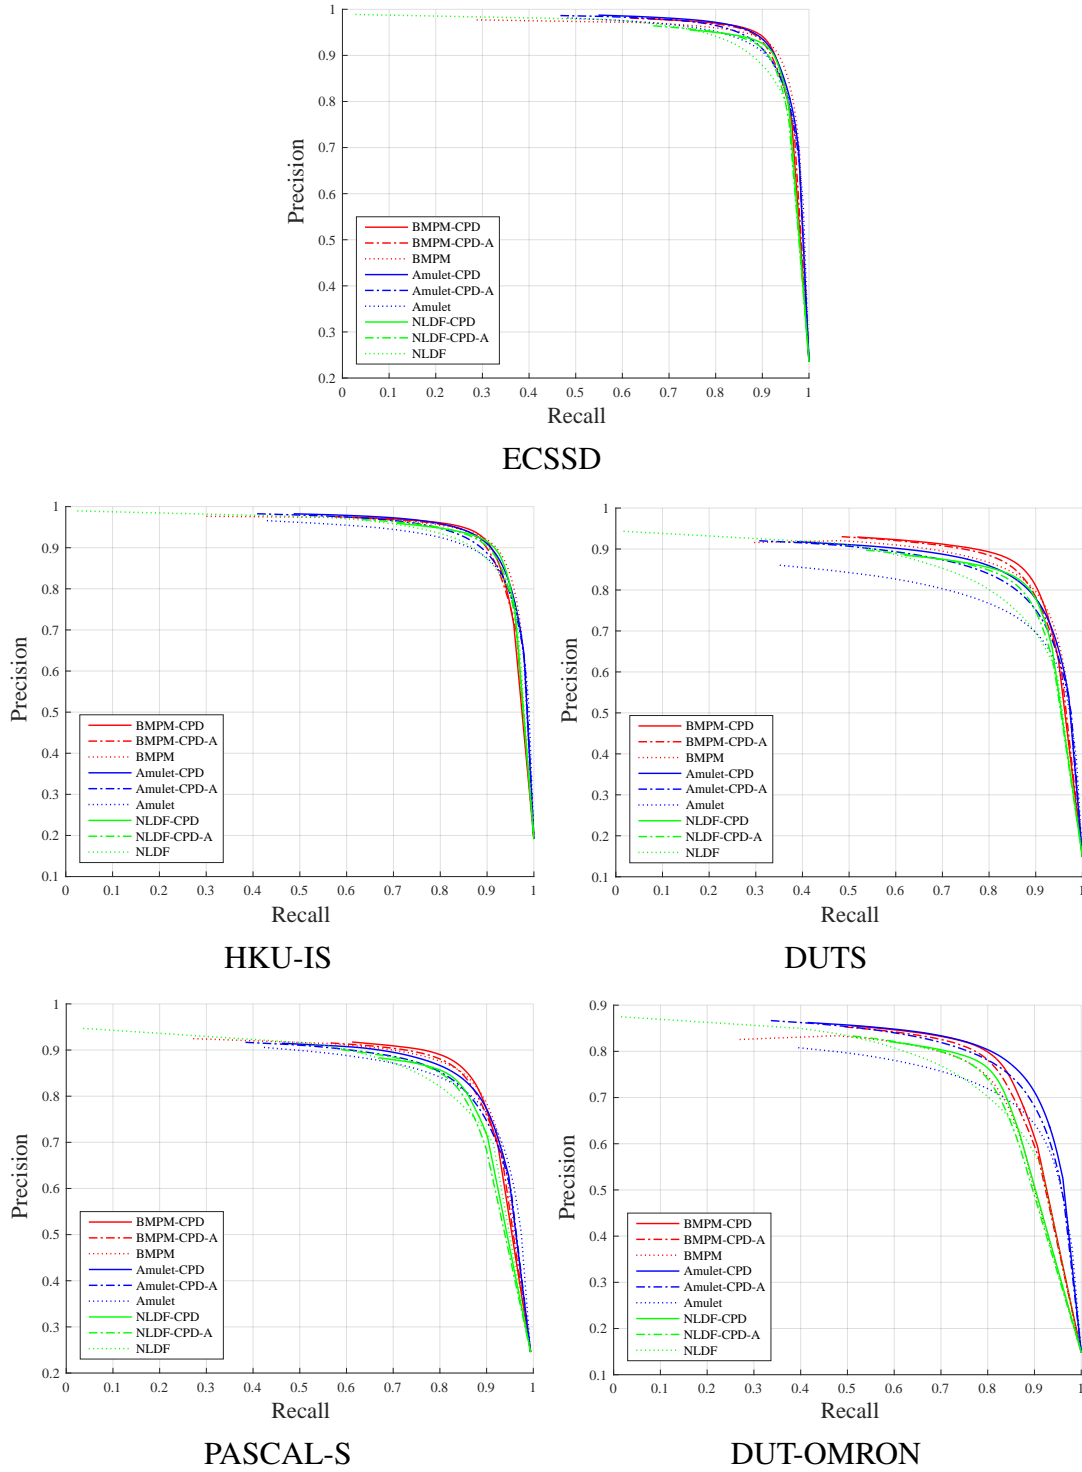 1
0.9
0.8
0.7
0.6
0.5
0.4
0.3
0.2
Precision
BMPM-CPD
BMPM-CPD-A
BMPM
Amulet-CPD
Amulet-CPD-A
Amulet
NLDF-CPD
NLDF-CPD-A
NLDF
0 0.1 0.2 0.3 0.4 0.5 0.6 0.7 0.8 0.9 1
Recall
ECSSD
1
0.9
0.8
0.7
0.6
0.5
0.4
0.3
0.2
0.1
Precision
BMPM-CPD
BMPM-CPD-A
BMPM
Amulet-CPD
Amulet-CPD-A
Amulet
NLDF-CPD
NLDF-CPD-A
NLDF
0 0.1 0.2 0.3 0.4 0.5 0.6 0.7 0.8 0.9 1
Recall
HKU-IS
1
0.9
0.8
0.7
0.6
0.5
0.4
0.3
0.2
0.1
Precision
BMPM-CPD
BMPM-CPD-A
BMPM
Amulet-CPD
Amulet-CPD-A
Amulet
NLDF-CPD
NLDF-CPD-A
NLDF
0 0.1 0.2 0.3 0.4 0.5 0.6 0.7 0.8 0.9 1
Recall
DUTS
1
0.9
0.8
0.7
0.6
0.5
0.4
0.3
0.2
Precision
BMPM-CPD
BMPM-CPD-A
BMPM
Amulet-CPD
Amulet-CPD-A
Amulet
NLDF-CPD
NLDF-CPD-A
NLDF
0 0.1 0.2 0.3 0.4 0.5 0.6 0.7 0.8 0.9 1
Recall
PASCAL-S
0.9
0.8
0.7
0.6
0.5
0.4
0.3
0.2
0.1
Precision
BMPM-CPD
BMPM-CPD-A
BMPM
Amulet-CPD
Amulet-CPD-A
Amulet
NLDF-CPD
NLDF-CPD-A
NLDF
0 0.1 0.2 0.3 0.4 0.5 0.6 0.7 0.8 0.9 1
Recall
DUT-OMRON